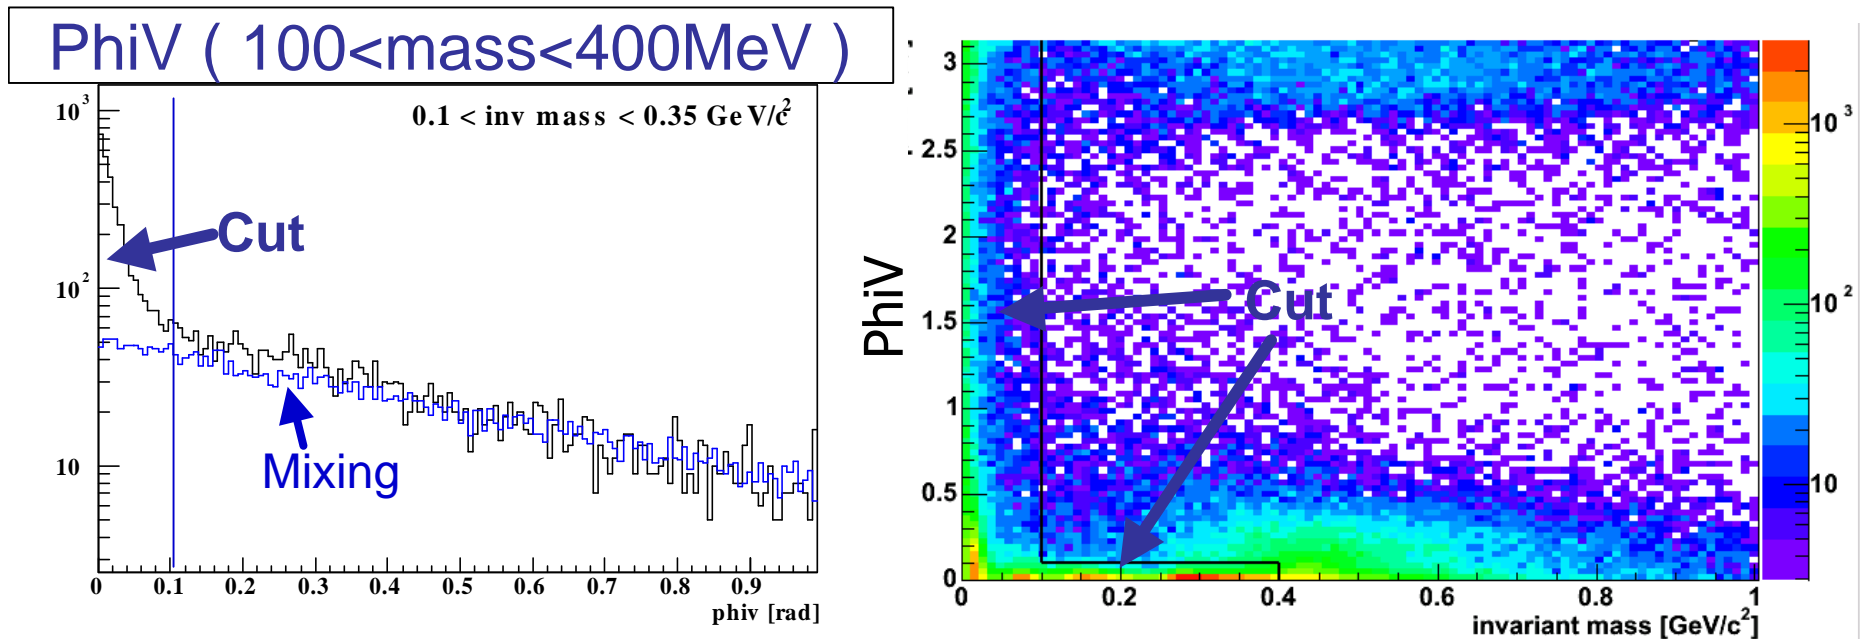 PhiV ( 100<mass<400MeV )
0.1 < inv mass < 0.35 GeV/c²
10³
10²
10
Cut
Mixing
0 0.1 0.2 0.3 0.4 0.5 0.6 0.7 0.8 0.9
phiv [rad]
PhiV
3
2.5
2
1.5
1
0.5
0
Cut
0 0.2 0.4 0.6 0.8 1
invariant mass [GeV/c²]
10³
10²
10